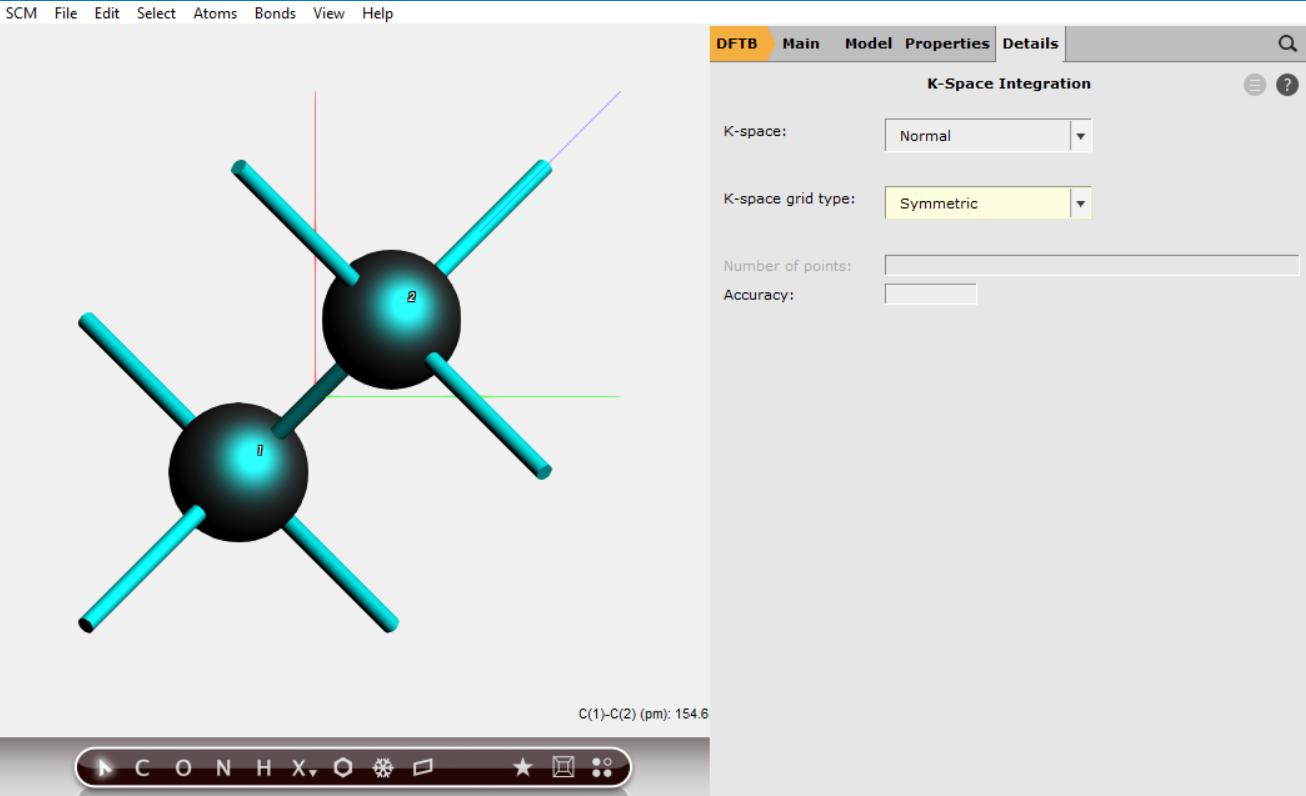 SCM File Edit Select Atoms Bonds View Help
DFTB Main Model Properties Details
K-Space Integration
?
K-space: Normal
K-space grid type: Symmetric
Number of points:
Accuracy:
2
1
C(1)-C(2) (pm): 154.6
C O N H X